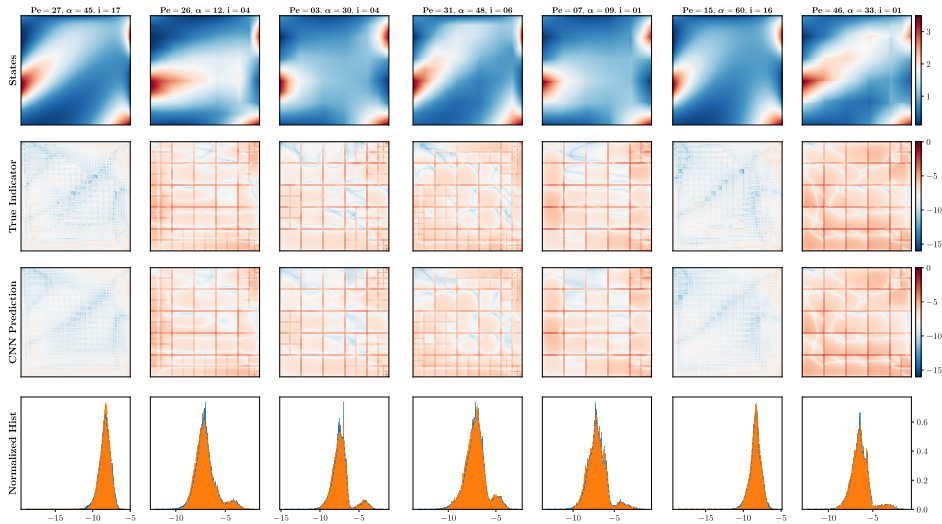 Pe = 27, α = 45, i = 17
Pe = 26, α = 12, i = 04
Pe = 03, α = 30, i = 04
Pe = 31, α = 48, i = 06
Pe = 07, α = 09, i = 01
Pe = 15, α = 60, i = 16
Pe = 46, α = 33, i = 01
States
3
2
1
True Indicator
0
−5
−10
−15
CNN Prediction
0
−5
−10
−15
Normalized Hist
0.4
0.2
0.0
−15 −10 −5
−10 −5
−15 −10 −5
−10 −5
−10 −5
−15 −10 −5
−10 −5